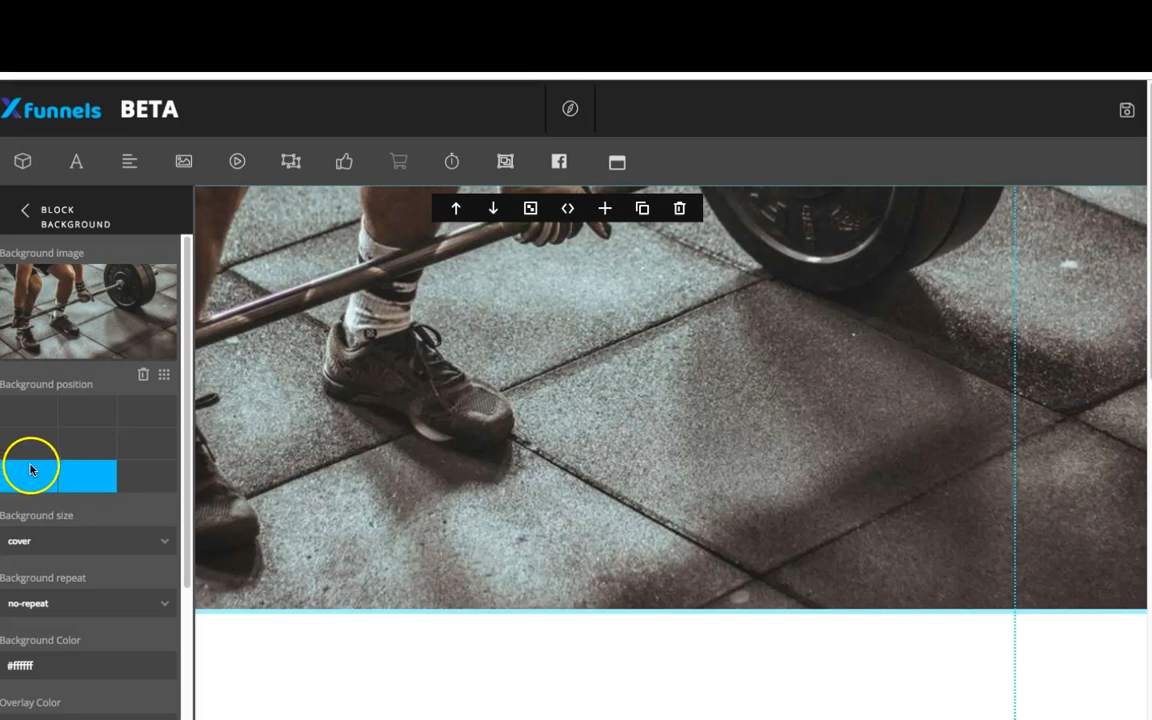 Xfunnels BETA
BLOCK
BACKGROUND
Background image
Background position
Background size
cover
Background repeat
no-repeat
Background Color
#ffffff
Overlay Color